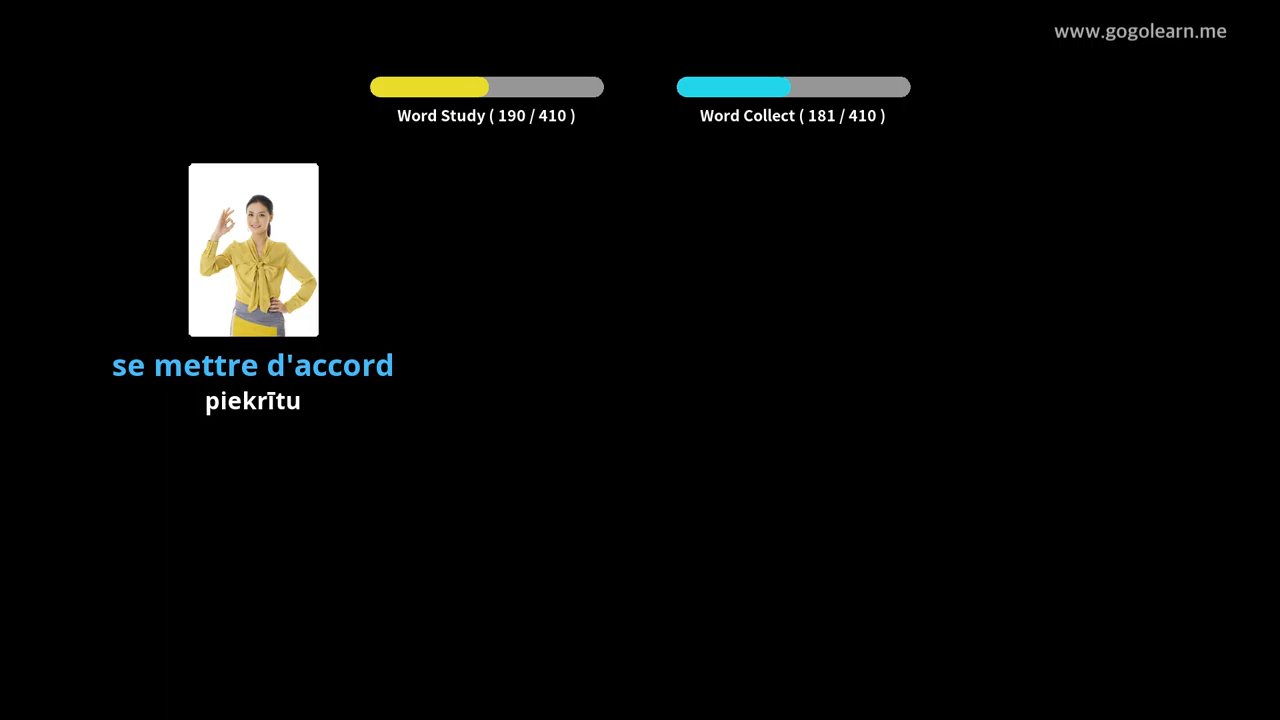 www.gogolearn.me
Word Study ( 190 / 410 )
Word Collect ( 181 / 410 )
se mettre d'accord
piekrītu